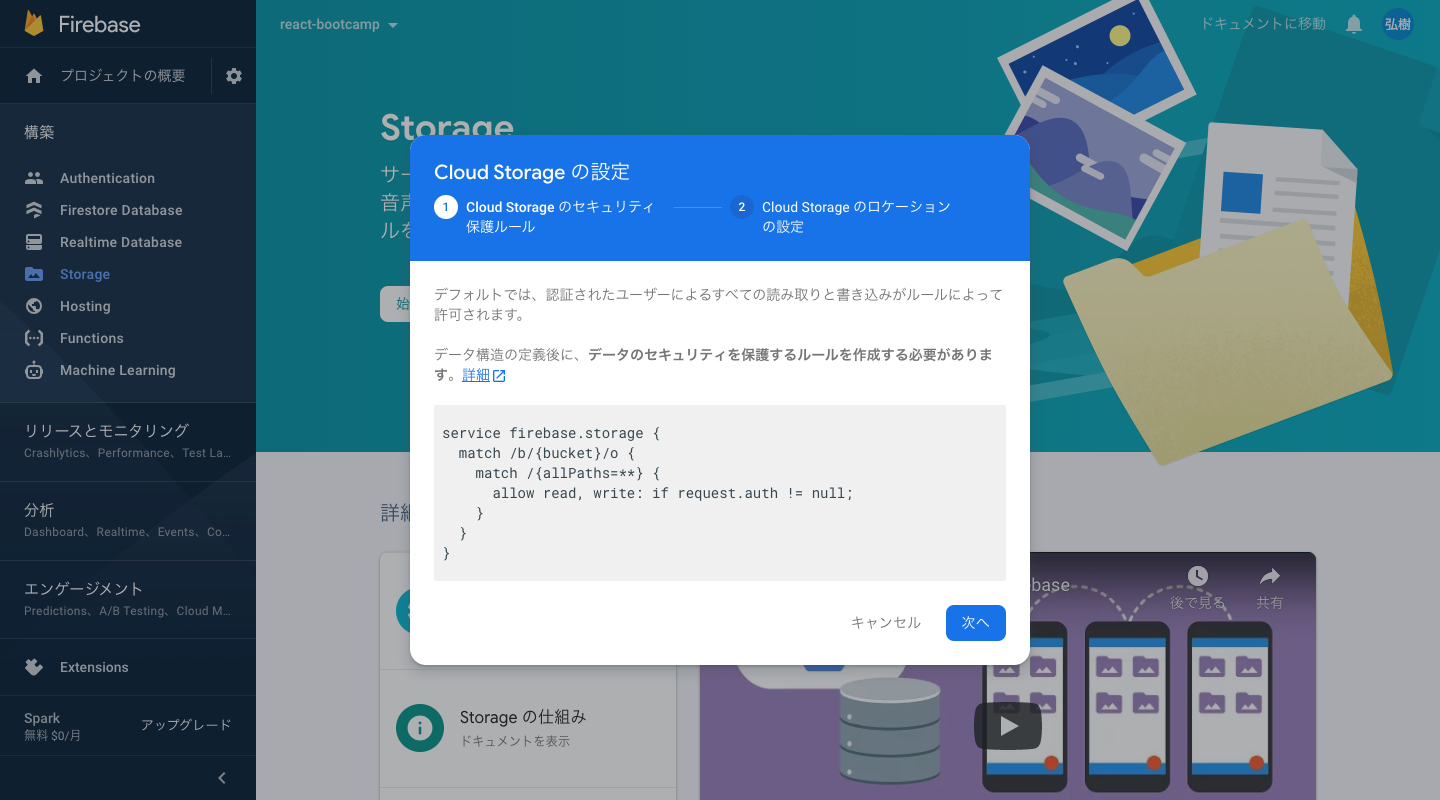 Firebase
プロジェクトの概要
構築
Authentication
Firestore Database
Realtime Database
Storage
Hosting
Functions
Machine Learning
リリースとモニタリング
Crashlytics、Performance、Test La…
分析
Dashboard、Realtime、Events、Co…
エンゲージメント
Predictions、A/B Testing、Cloud M…
Extensions
Spark
無料 $0/月
アップグレード
react-bootcamp
ドキュメントに移動
弘樹
Storage
サー
音声
ルを
始
Cloud Storage の設定
1
Cloud Storage のセキュリティ
保護ルール
2
Cloud Storage のロケーション
の設定
デフォルトでは、認証されたユーザーによるすべての読み取りと書き込みがルールによって
許可されます。
データ構造の定義後に、データのセキュリティを保護するルールを作成する必要がありま
す。詳細
service firebase.storage {
  match /b/{bucket}/o {
    match /{allPaths=**} {
      allow read, write: if request.auth != null;
    }
  }
}
キャンセル
次へ
詳細
base
後で見る
共有
Storage の仕組み
ドキュメントを表示